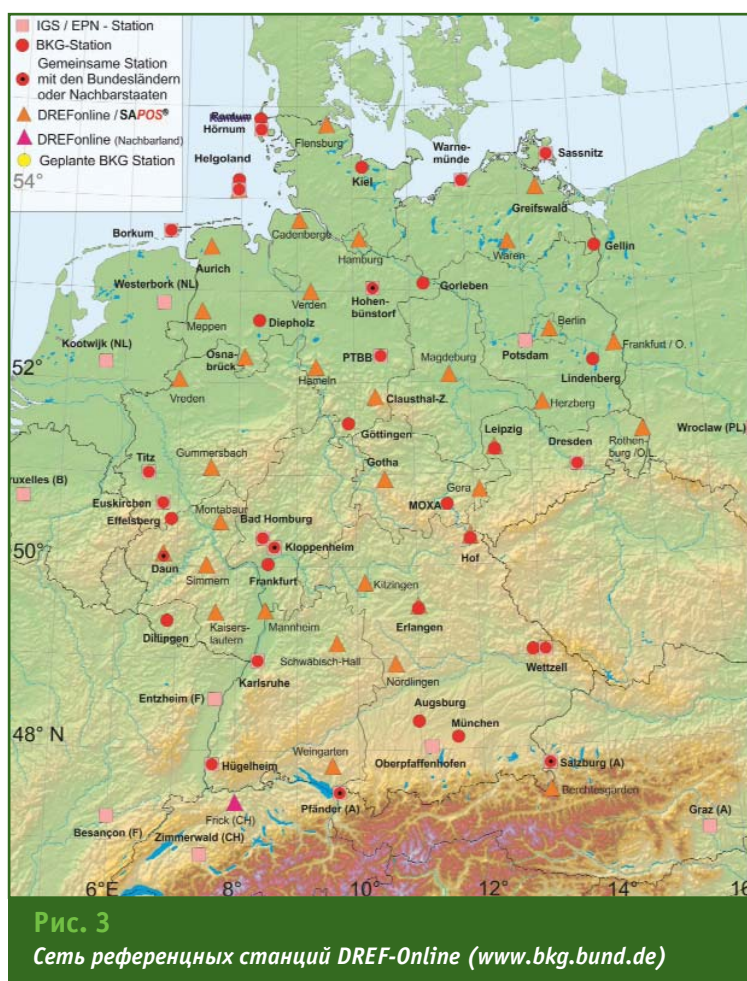 IGS / EPN - Station
BKG-Station
Gemeinsame Station
mit den Bundesländern
oder Nachbarstaaten
DREFonline / SAPOS®
DREFonline (Nachbarland)
Geplante BKG Station
Hörnum
Flensburg
Helgoland
Kiel
Warne-
münde
Sassnitz
54°
Greifswald
Borkum
Cadenberge
Hamburg
Waren
Gellin
Aurich
Westerbork (NL)
Verden
Hohen-
bünstorf
Gorleben
Meppen
Diepholz
Berlin
Kootwijk (NL)
Osna-
brück
PTBB
Magdeburg
Potsdam
Frankfurt / O.
52°
Lindenberg
Vreden
Hameln
Clausthal-Z.
Herzberg
Göttingen
Leipzig
Dresden
Rothen-
burg /O.L.
Wroclaw (PL)
Titz
Gummersbach
Gotha
Gera
ruxelles (B)
Euskirchen
Effelsberg
Montabaur
Bad Homburg
MOXA
50°
Kloppenheim
Hof
Daun
Simmern
Frankfurt
Kitzingen
Dillingen
Kaisers-
lautern
Mannheim
Erlangen
Schwäbisch-Hall
Wettzell
Karlsruhe
Nördlingen
Entzheim (F)
Augsburg
München
48° N
Hügelheim
Weingarten
Oberpfaffenhofen
Salzburg (A)
Pfänder (A)
Berchtesgarden
Frick (CH)
Besançon (F)
Zimmerwald (CH)
Graz (A)
6°E
8°
10°
12°
14°
16
Рис. 3
Сеть референцных станций DREF-Online (www.bkg.bund.de)